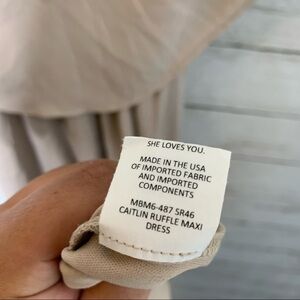 SHE LOVES YOU.
MADE IN THE USA
OF IMPORTED FABRIC
AND IMPORTED
COMPONENTS
MBM6-487 SR46
CAITLIN RUFFLE MAXI
DRESS